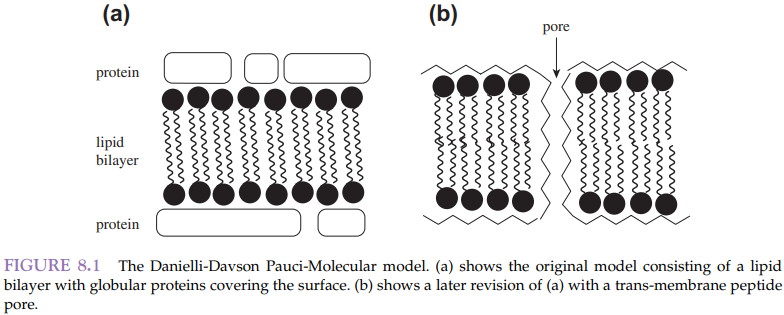 (a)
(b)
pore
protein
lipid
bilayer
protein
FIGURE 8.1 The Danielli-Davson Pauci-Molecular model. (a) shows the original model consisting of a lipid
bilayer with globular proteins covering the surface. (b) shows a later revision of (a) with a trans-membrane peptide
pore.